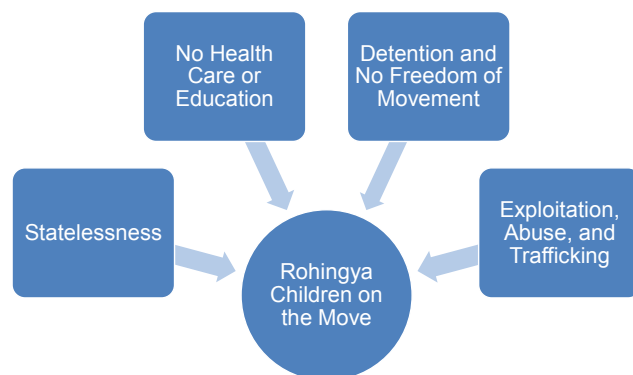 No Health
Care or
Education
Detention and
No Freedom of
Movement
Statelessness
Exploitation,
Abuse, and
Trafficking
Rohingya
Children on
the Move